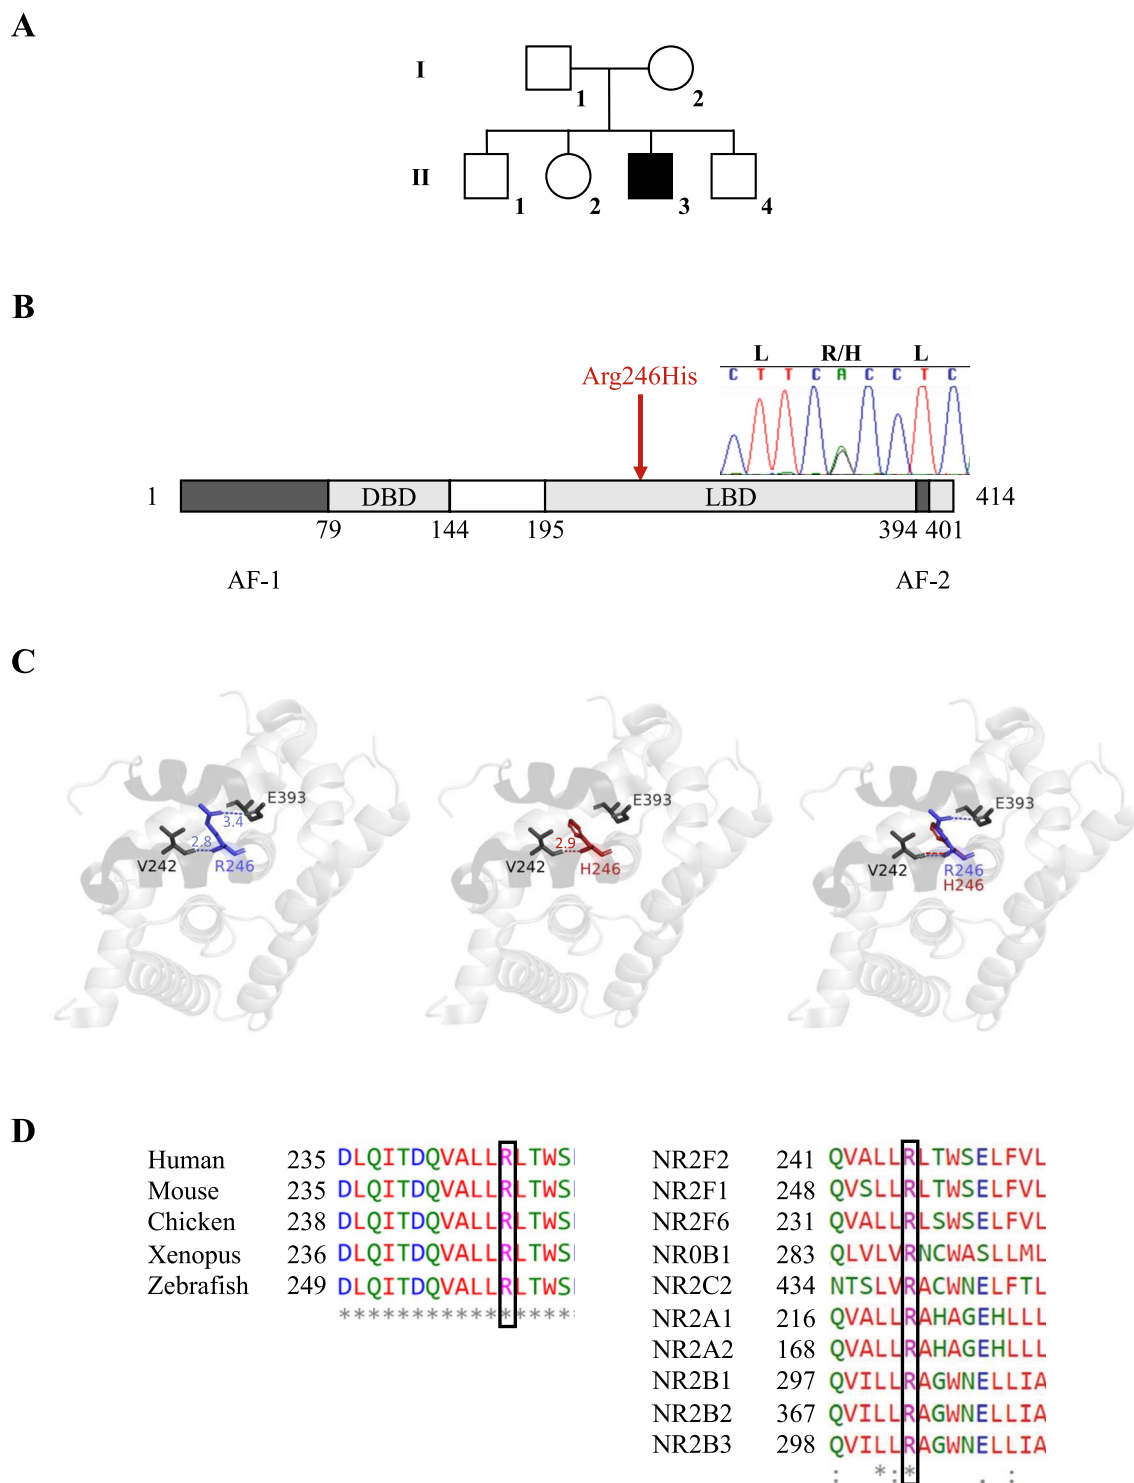 A
I
1
2
II
1
2
3
4
B
L R/H L
Arg246His
C T T C A C C T C
1 DBD LBD 414
79 144 195 394 401
AF-1 AF-2
C
E393
3.4
2.8
V242
R246
E393
2.9
V242
H246
E393
V242
R246
H246
D
Human 235 DLQITDQVALLRLTWS
Mouse 235 DLQITDQVALLRLTWS
Chicken 238 DLQITDQVALLRLTWS
Xenopus 236 DLQITDQVALLRLTWS
Zebrafish 249 DLQITDQVALLRLTWS
****************
NR2F2 241 QVALLRLTWSELFVL
NR2F1 248 QVSLLRLTWSELFVL
NR2F6 231 QVALLRLSWSELFVL
NR0B1 283 QLVLVRNCWASLLML
NR2C2 434 NTSLVRACWNELFTL
NR2A1 216 QVALLRAHAGEHLLL
NR2A2 168 QVALLRAHAGEHLLL
NR2B1 297 QVILLRAGWNELLIA
NR2B2 367 QVILLRAGWNELLIA
NR2B3 298 QVILLRAGWNELLIA
: *:* . :